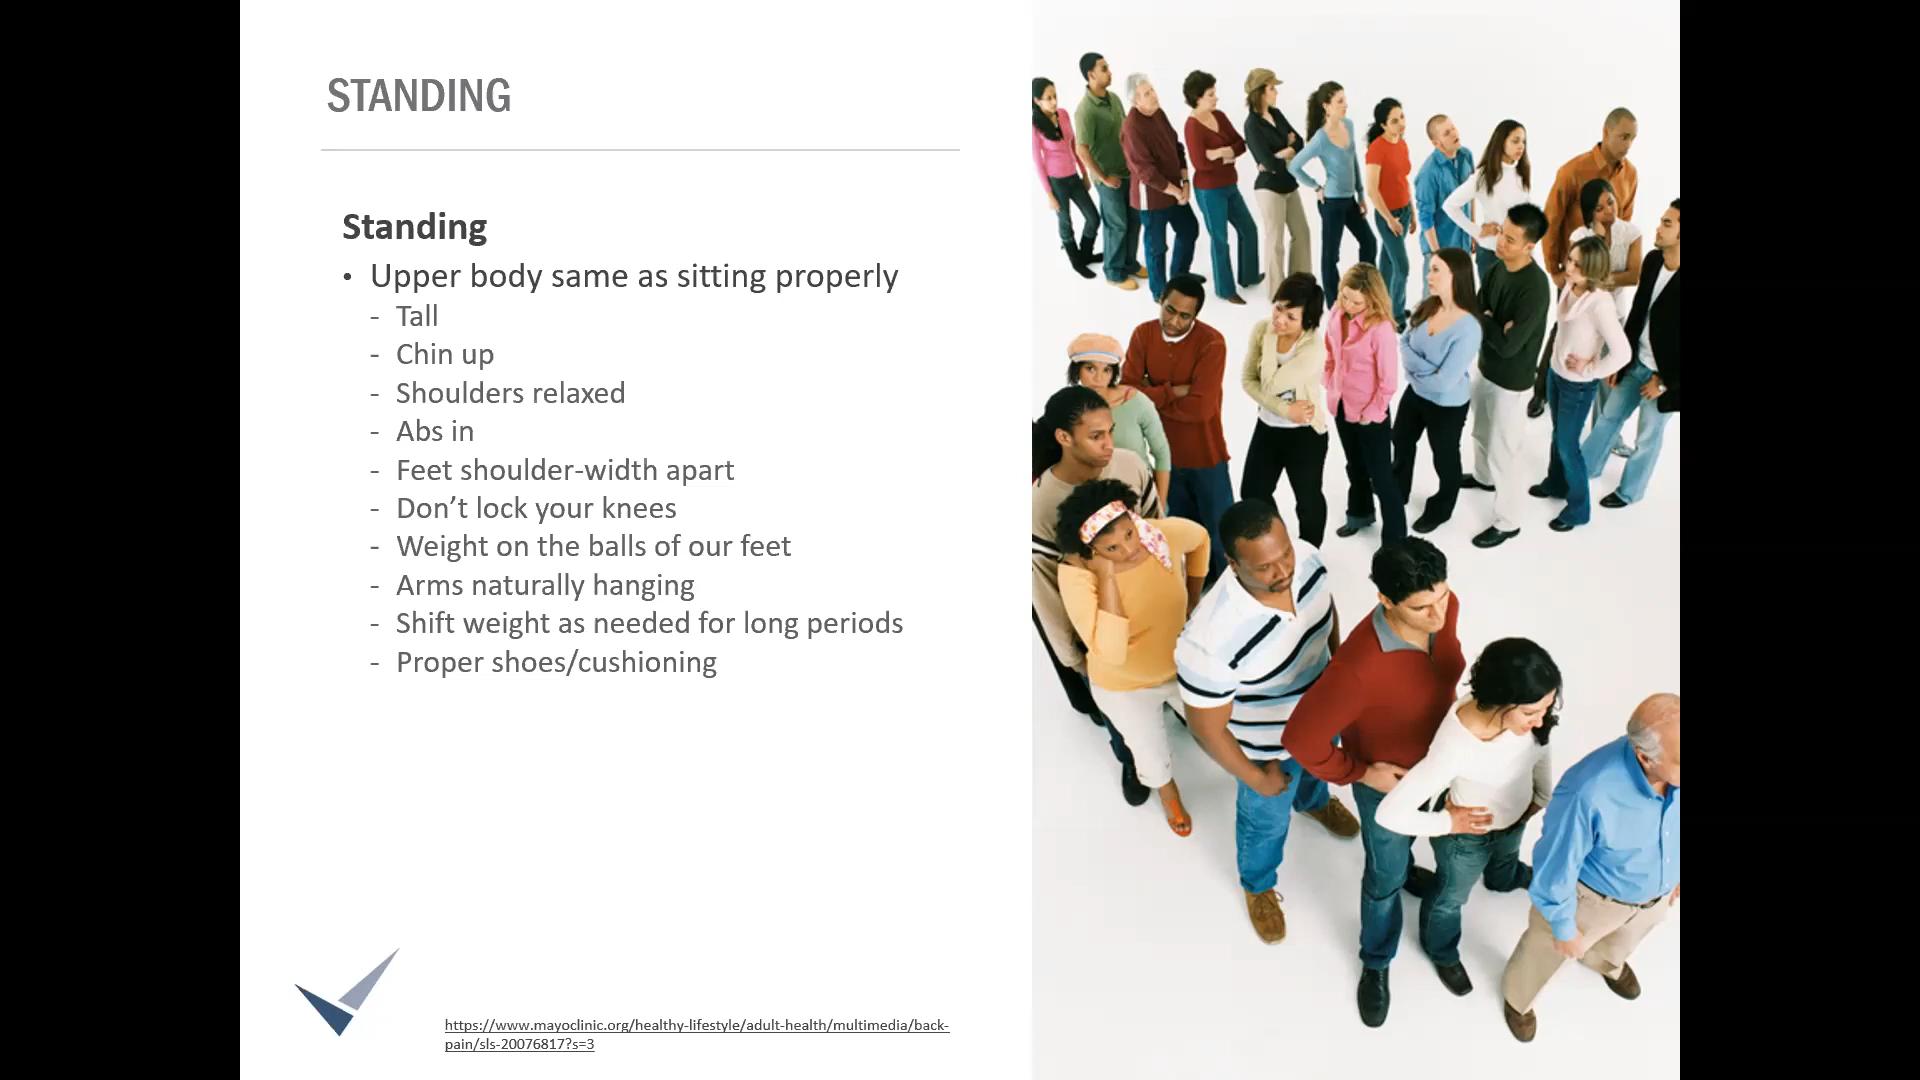 STANDING
Standing
• Upper body same as sitting properly
- Tall
- Chin up
- Shoulders relaxed
- Abs in
- Feet shoulder-width apart
- Don’t lock your knees
- Weight on the balls of our feet
- Arms naturally hanging
- Shift weight as needed for long periods
- Proper shoes/cushioning
https://www.mayoclinic.org/healthy-lifestyle/adult-health/multimedia/back-
pain/sls-20076817?s=3